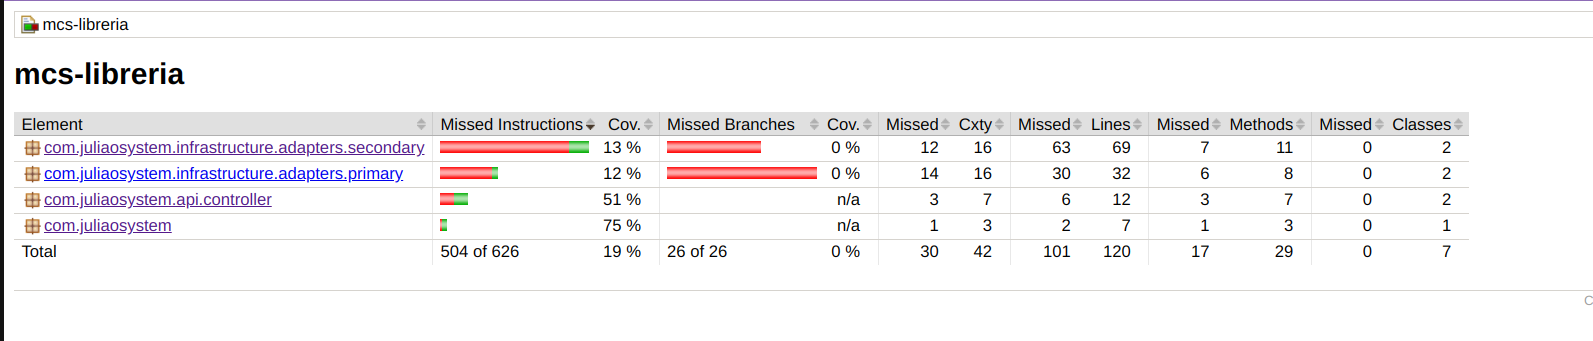 mcs-libreria
mcs-libreria
Element Missed Instructions Cov. Missed Branches Cov. Missed Cxty Missed Lines Missed Methods Missed Classes
com.juliaosystem.infrastructure.adapters.secondary 13 % 0 % 12 16 63 69 7 11 0 2
com.juliaosystem.infrastructure.adapters.primary 12 % 0 % 14 16 30 32 6 8 0 2
com.juliaosystem.api.controller 51 % n/a 3 7 6 12 3 7 0 2
com.juliaosystem 75 % n/a 1 3 2 7 1 3 0 1
Total 504 of 626 19 % 26 of 26 0 % 30 42 101 120 17 29 0 7